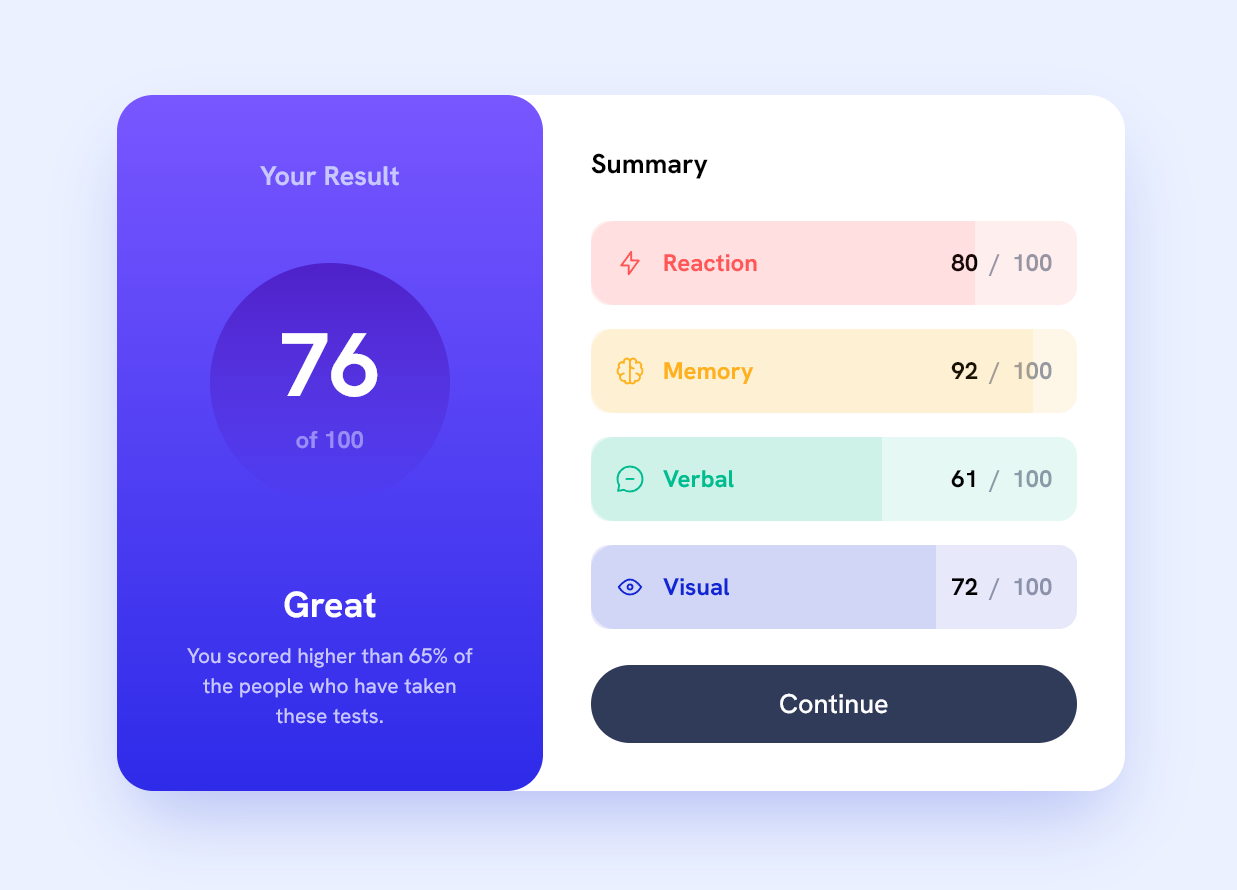 Your Result
76
of 100
Great
You scored higher than 65% of
the people who have taken
these tests.
Summary
Reaction 80 / 100
Memory 92 / 100
Verbal 61 / 100
Visual 72 / 100
Continue